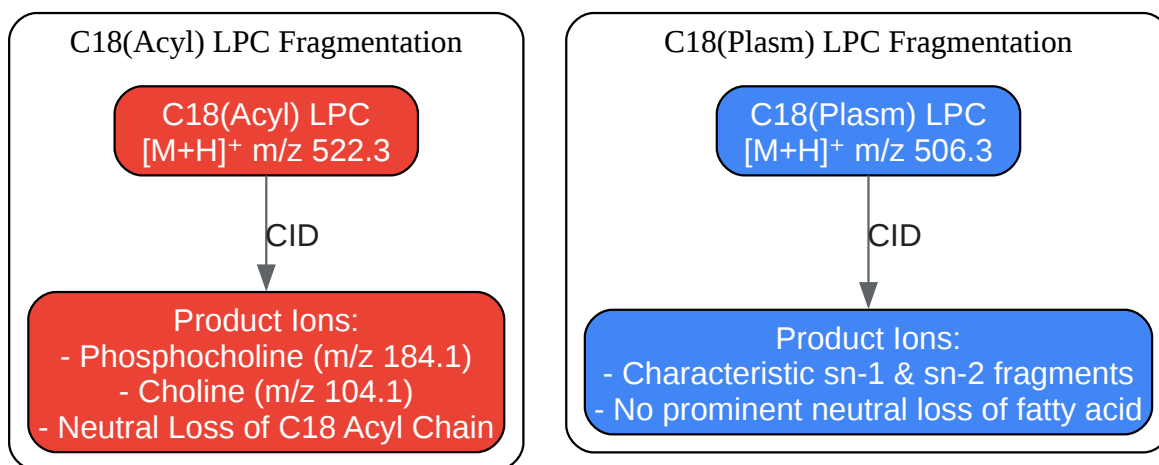 C18(Acyl) LPC Fragmentation
C18(Acyl) LPC
[M+H]⁺ m/z 522.3
CID
Product Ions:
- Phosphocholine (m/z 184.1)
- Choline (m/z 104.1)
- Neutral Loss of C18 Acyl Chain
C18(Plasm) LPC Fragmentation
C18(Plasm) LPC
[M+H]⁺ m/z 506.3
CID
Product Ions:
- Characteristic sn-1 & sn-2 fragments
- No prominent neutral loss of fatty acid